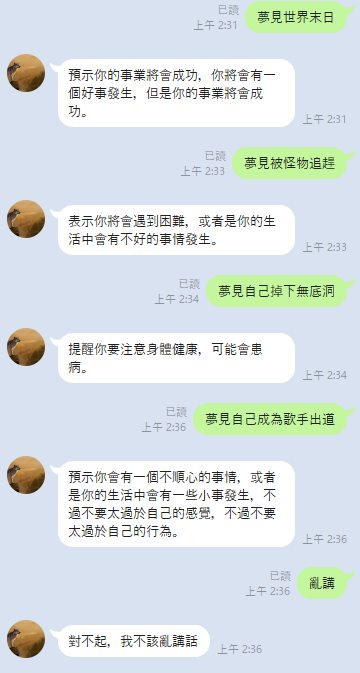 已讀
上午 2:31
夢見世界末日
預示你的事業將會成功，你將會有一
個好事發生，但是你的事業將會成
功。
上午 2:31
已讀
上午 2:33
夢見被怪物追趕
表示你將會遇到困難，或者是你的生
活中會有不好的事情發生。
上午 2:33
已讀
上午 2:34
夢見自己掉下無底洞
提醒你要注意身體健康，可能會患
病。
上午 2:34
已讀
上午 2:36
夢見自己成為歌手出道
預示你會有一個不順心的事情，或者
是你的生活中會有一些小事發生，不
過不要太過於自己的感覺，不過不要
太過於自己的行為。
上午 2:36
已讀
上午 2:36
亂講
對不起，我不該亂講話
上午 2:36